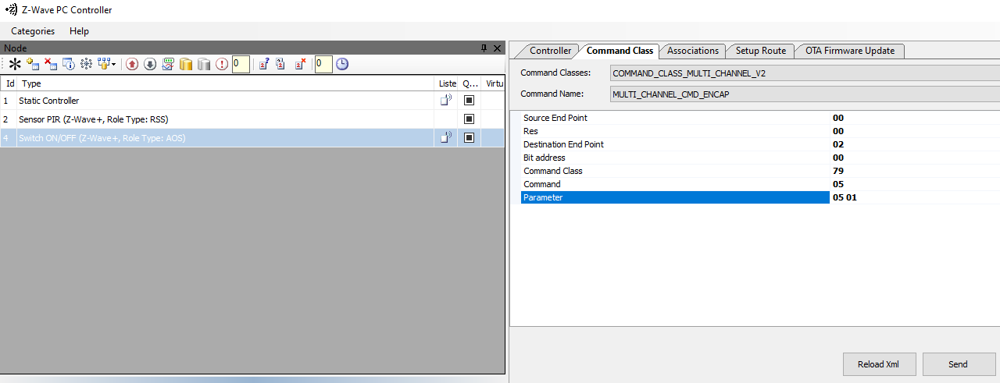 Z-Wave PC Controller
Categories Help
Node
0 2 2 2 0
Id Type Liste Q... Virtu
1 Static Controller
2 Sensor PIR (Z-Wave+, Role Type: RSS)
4 Switch ON/OFF (Z-Wave+, Role Type: AOS)
Controller Command Class Associations Setup Route OTA Firmware Update
Command Classes: COMMAND_CLASS_MULTI_CHANNEL_V2
Command Name: MULTI_CHANNEL_CMD_ENCAP
Source End Point 00
Res 00
Destination End Point 02
Bit address 00
Command Class 79
Command 05
Parameter 05 01
Reload Xml Send